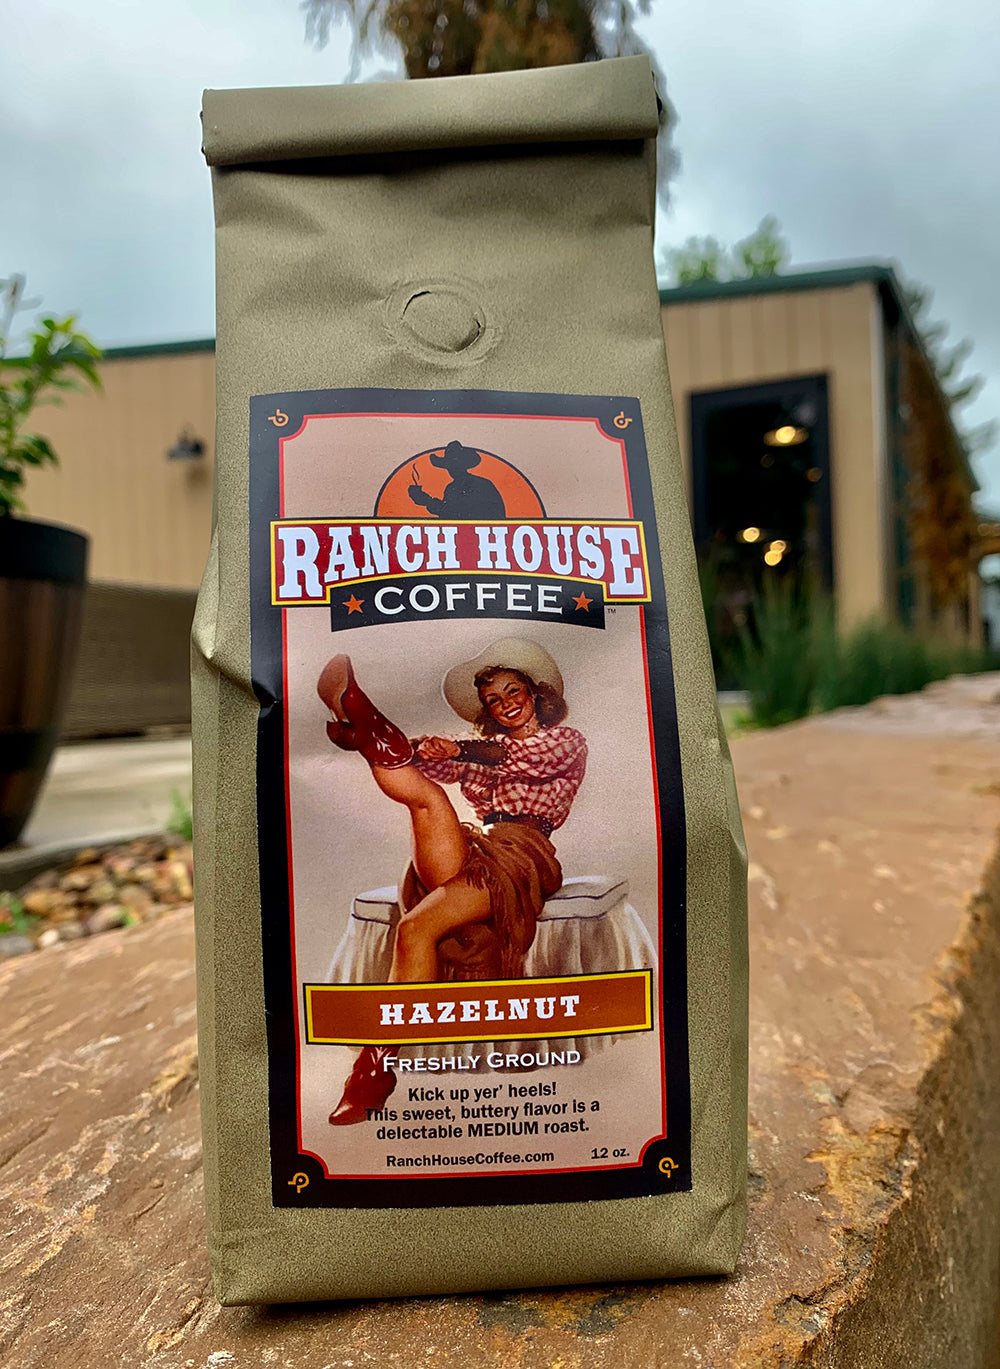 RANCH HOUSE
COFFEE™
HAZELNUT
FRESHLY GROUND
Kick up yer' heels!
This sweet, buttery flavor is a
delectable MEDIUM roast.
RanchHouseCoffee.com 12 oz.